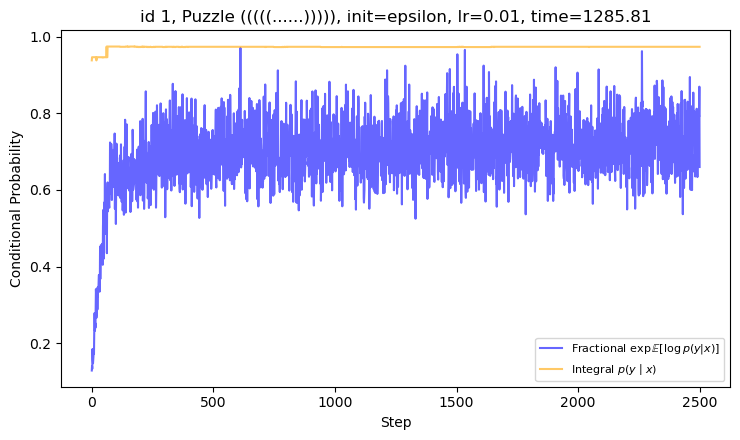 id 1, Puzzle (((((......))))), init=epsilon, lr=0.01, time=1285.81
Conditional Probability
1.0
0.8
0.6
0.4
0.2
0
500
1000
1500
2000
2500
Step
Fractional exp𝔼[log p(y|x)]
Integral p(y | x)